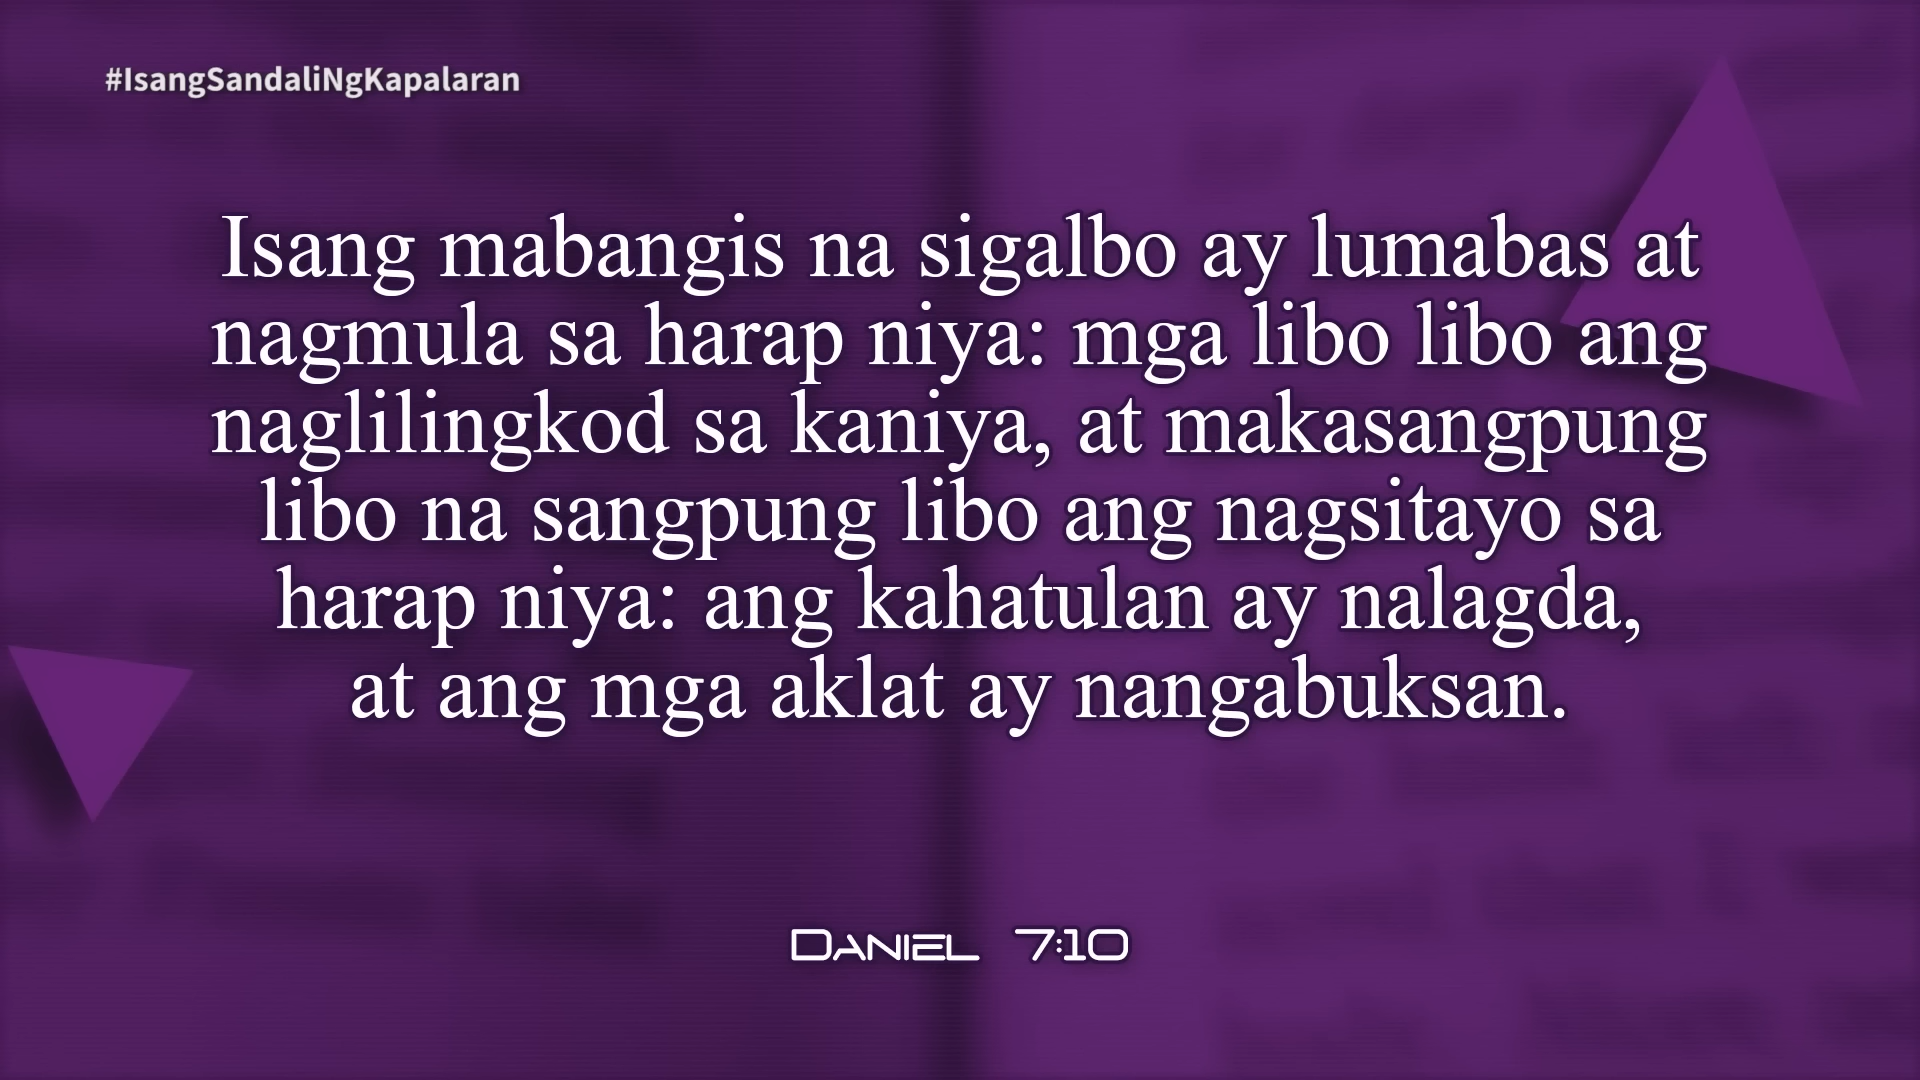 #IsangSandaliNgKapalaran
Isang mabangis na sigalbo ay lumabas at
nagmula sa harap niya: mga libo libo ang
naglilingkod sa kaniya, at makasangpung
libo na sangpung libo ang nagsitayo sa
harap niya: ang kahatulan ay nalagda,
at ang mga aklat ay nangabuksan.
Daniel 7:10